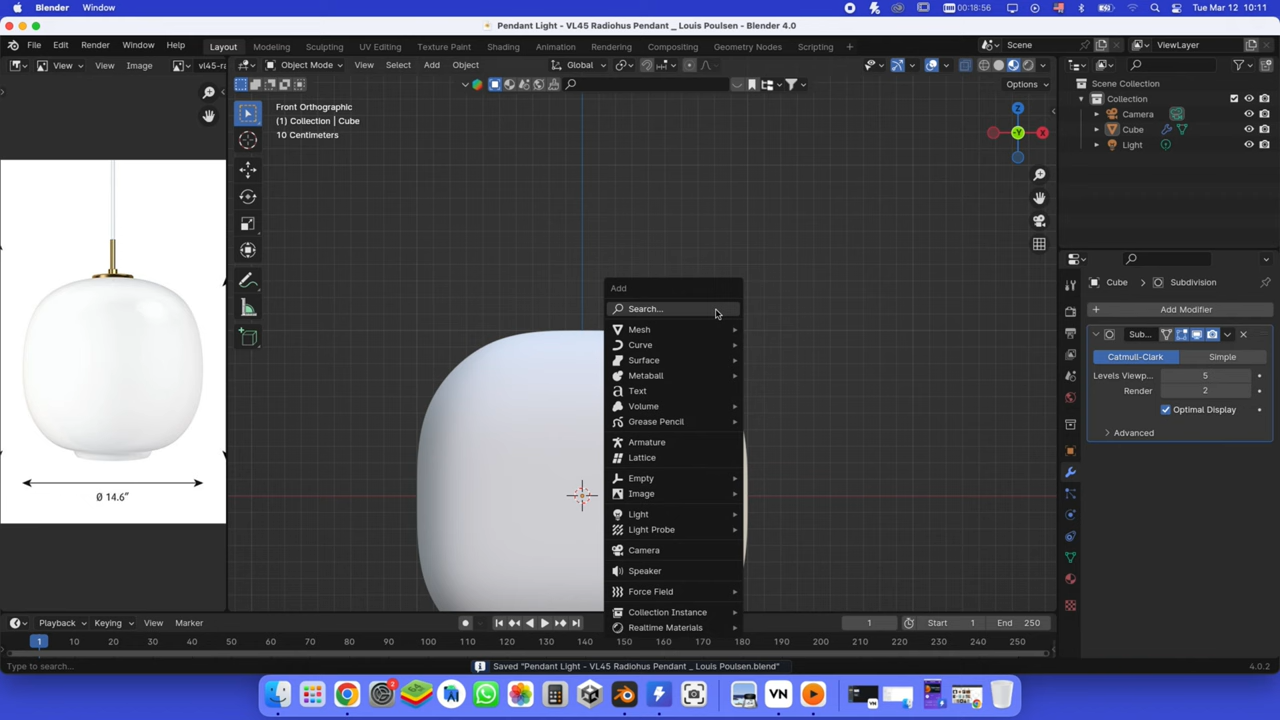 Blender Window
00:18:56
Tue Mar 12 10:11
Pendant Light - VL45 Radiohus Pendant _ Louis Poulsen - Blender 4.0
File Edit Render Window Help
Layout Modeling Sculpting UV Editing Texture Paint Shading Animation Rendering Compositing Geometry Nodes Scripting +
Scene
ViewLayer
View View Image vl45-ra
Object Mode View Select Add Object
Global
Options
Front Orthographic
(1) Collection | Cube
10 Centimeters
X
Y
Z
Scene Collection
Collection
Camera
Cube
Light
Add
Search...
Mesh
Curve
Surface
Metaball
Text
Volume
Grease Pencil
Armature
Lattice
Empty
Image
Light
Light Probe
Camera
Speaker
Force Field
Collection Instance
Realtime Materials
Ø 14.6”
Cube > Subdivision
Add Modifier
Sub...
Catmull-Clark Simple
Levels Viewp... 5
Render 2
Optimal Display
Advanced
Playback Keying View Marker
1 Start 1 End 250
1 10 20 30 40 50 60 70 80 90 100 110 120 130 140 150 160 170 180 190 200 210 220 230 240 250
Type to search...
Saved "Pendant Light - VL45 Radiohus Pendant _ Louis Poulsen.blend"
4.0.2
2
VN